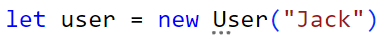 let user = new User("Jack")